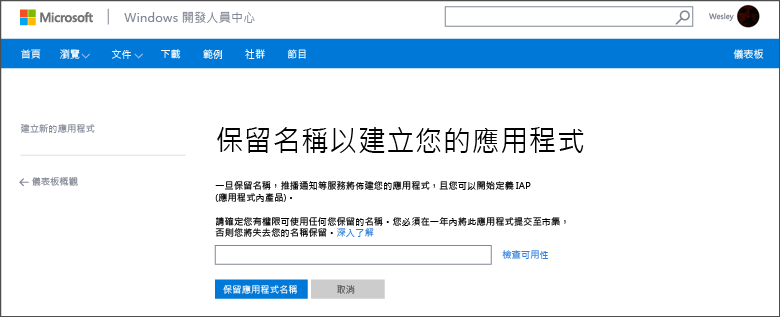 Microsoft | Windows 開發人員中心
Wesley
首頁 瀏覽 文件 下載 範例 社群 節目 儀表板
建立新的應用程式
儀表板概觀
保留名稱以建立您的應用程式
一旦保留名稱，推播通知等服務將佈建您的應用程式，且您可以開始定義 IAP
(應用程式內產品)。
請確定您有權限可使用任何您保留的名稱。您必須在一年內將此應用程式提交至市集，
否則您將失去您的名稱保留。深入了解
檢查可用性
保留應用程式名稱 取消